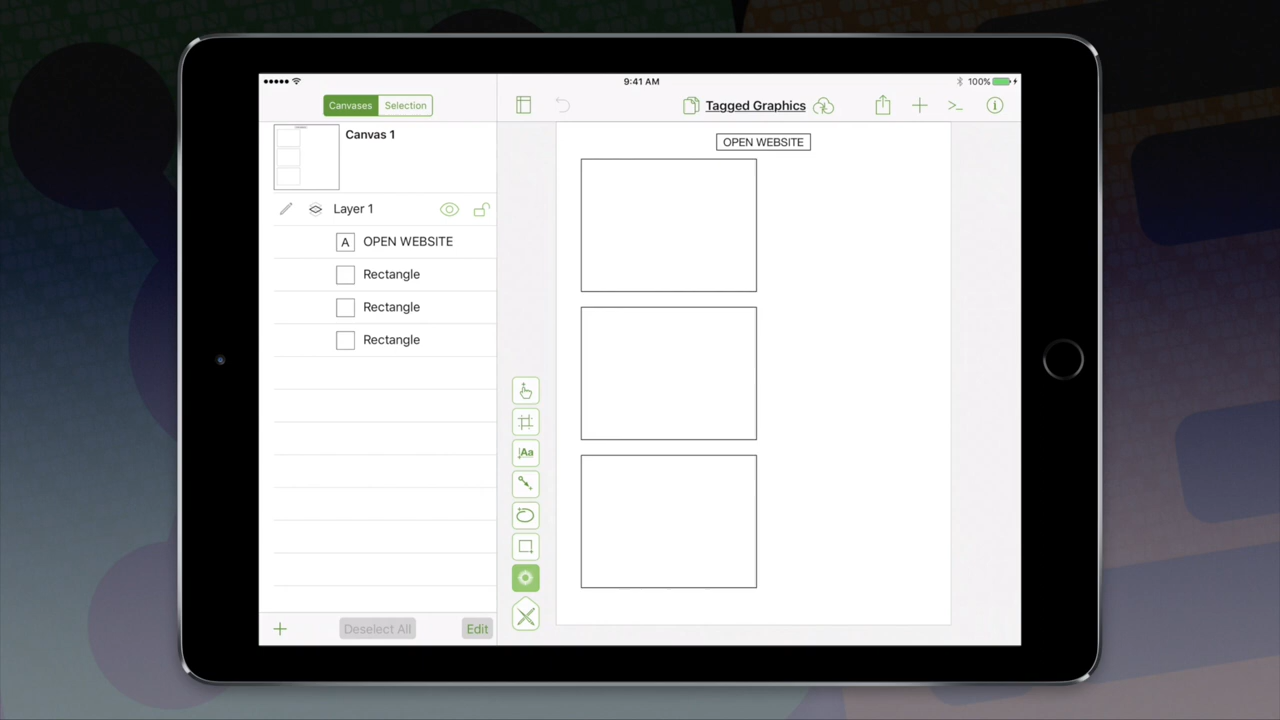 9:41 AM
100%
Canvases Selection
Tagged Graphics
Canvas 1
OPEN WEBSITE
Layer 1
A OPEN WEBSITE
Rectangle
Rectangle
Rectangle
Aa
Deselect All Edit